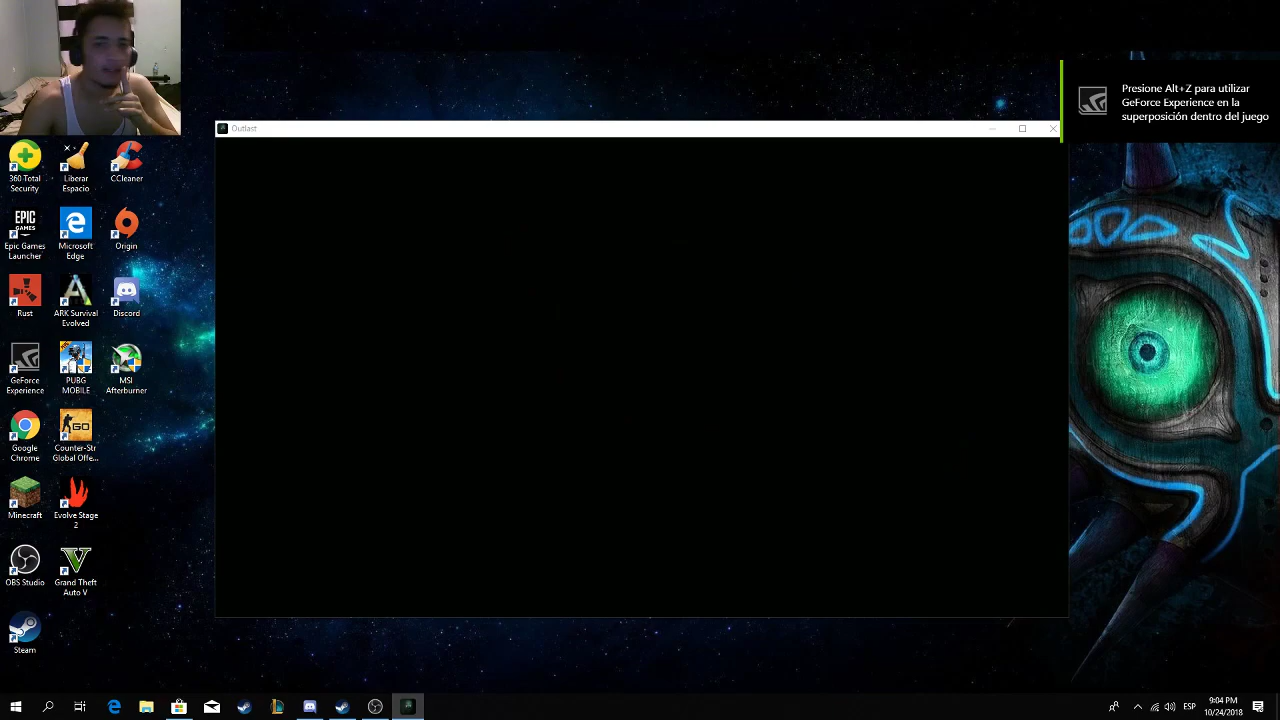 Outlast
Presione Alt+Z para utilizar
GeForce Experience en la
superposición dentro del juego
360 Total
Security
Liberar
Espacio
CCleaner
EPIC
GAMES
Epic Games
Launcher
Microsoft
Edge
Origin
Rust
ARK Survival
Evolved
Discord
GeForce
Experience
PUBG
MOBILE
MSI
Afterburner
Google
Chrome
GO
Counter-Str
Global Offe...
Minecraft
Evolve Stage
2
OBS Studio
Grand Theft
Auto V
Steam
ESP
9:04 PM
10/24/2018